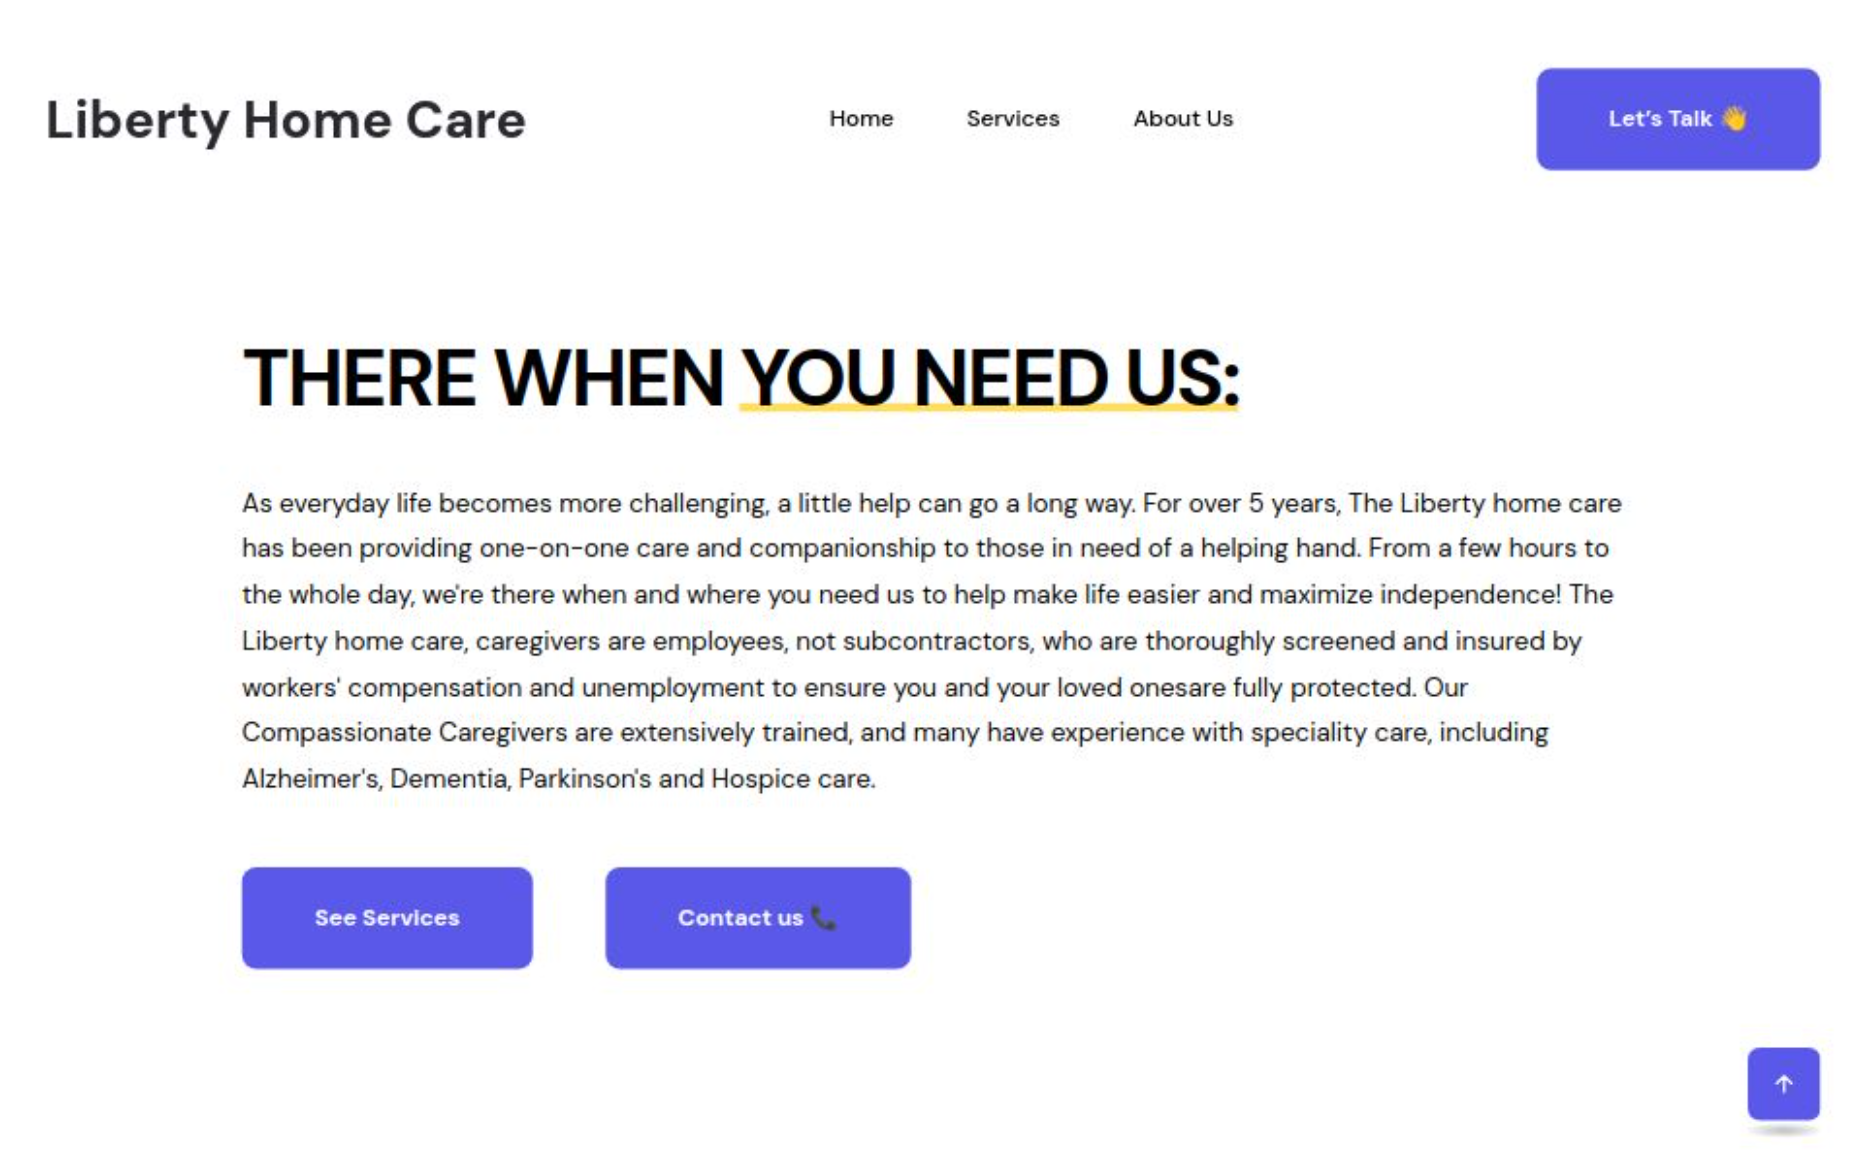 Liberty Home Care
Home
Services
About Us
Let's Talk 👋
THERE WHEN YOU NEED US:
As everyday life becomes more challenging, a little help can go a long way. For over 5 years, The Liberty home care
has been providing one-on-one care and companionship to those in need of a helping hand. From a few hours to
the whole day, we're there when and where you need us to help make life easier and maximize independence! The
Liberty home care, caregivers are employees, not subcontractors, who are thoroughly screened and insured by
workers' compensation and unemployment to ensure you and your loved onesare fully protected. Our
Compassionate Caregivers are extensively trained, and many have experience with speciality care, including
Alzheimer's, Dementia, Parkinson's and Hospice care.
See Services
Contact us 📞